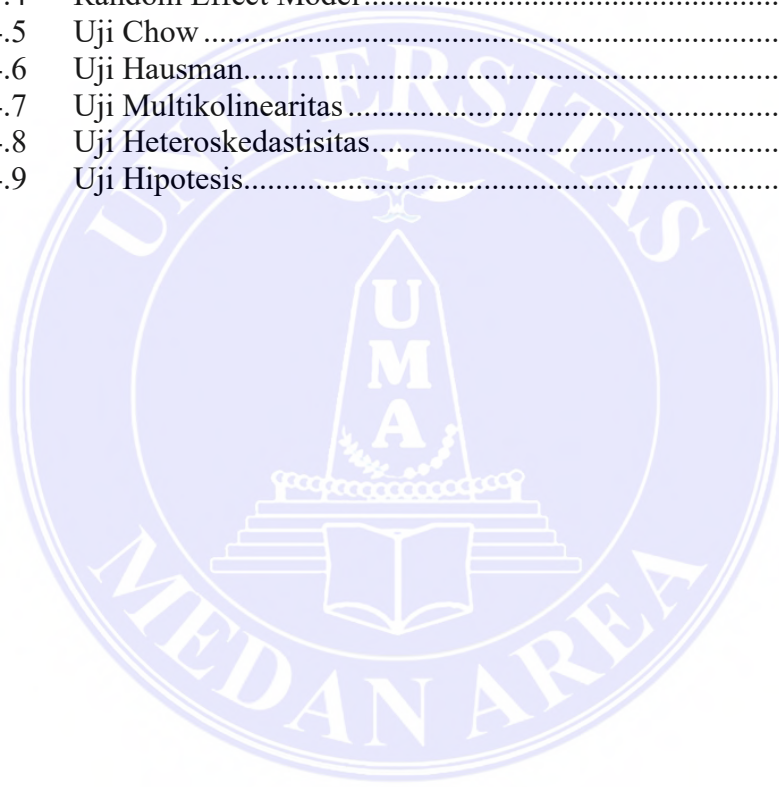 Random Effect Model
.5 Uji Chow
.6 Uji Hausman
.7 Uji Multikolinearitas
.8 Uji Heteroskedastisitas
.9 Uji Hipotesis
UNIVERSITAS
UMA
MEDAN AREA